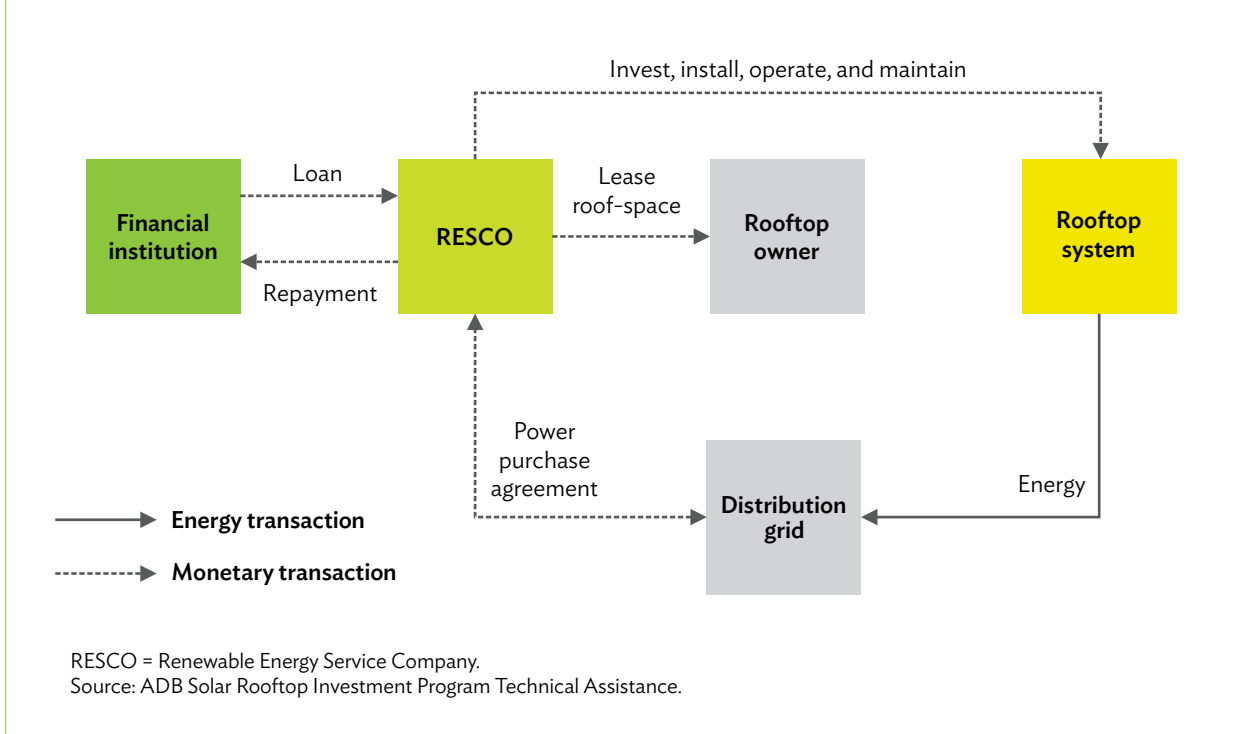 Invest, install, operate, and maintain
Loan
Lease
roof-space
Financial
institution
RESCO
Rooftop
owner
Rooftop
system
Repayment
Power
purchase
agreement
Energy
Distribution
grid
Energy transaction
Monetary transaction
RESCO = Renewable Energy Service Company.
Source: ADB Solar Rooftop Investment Program Technical Assistance.